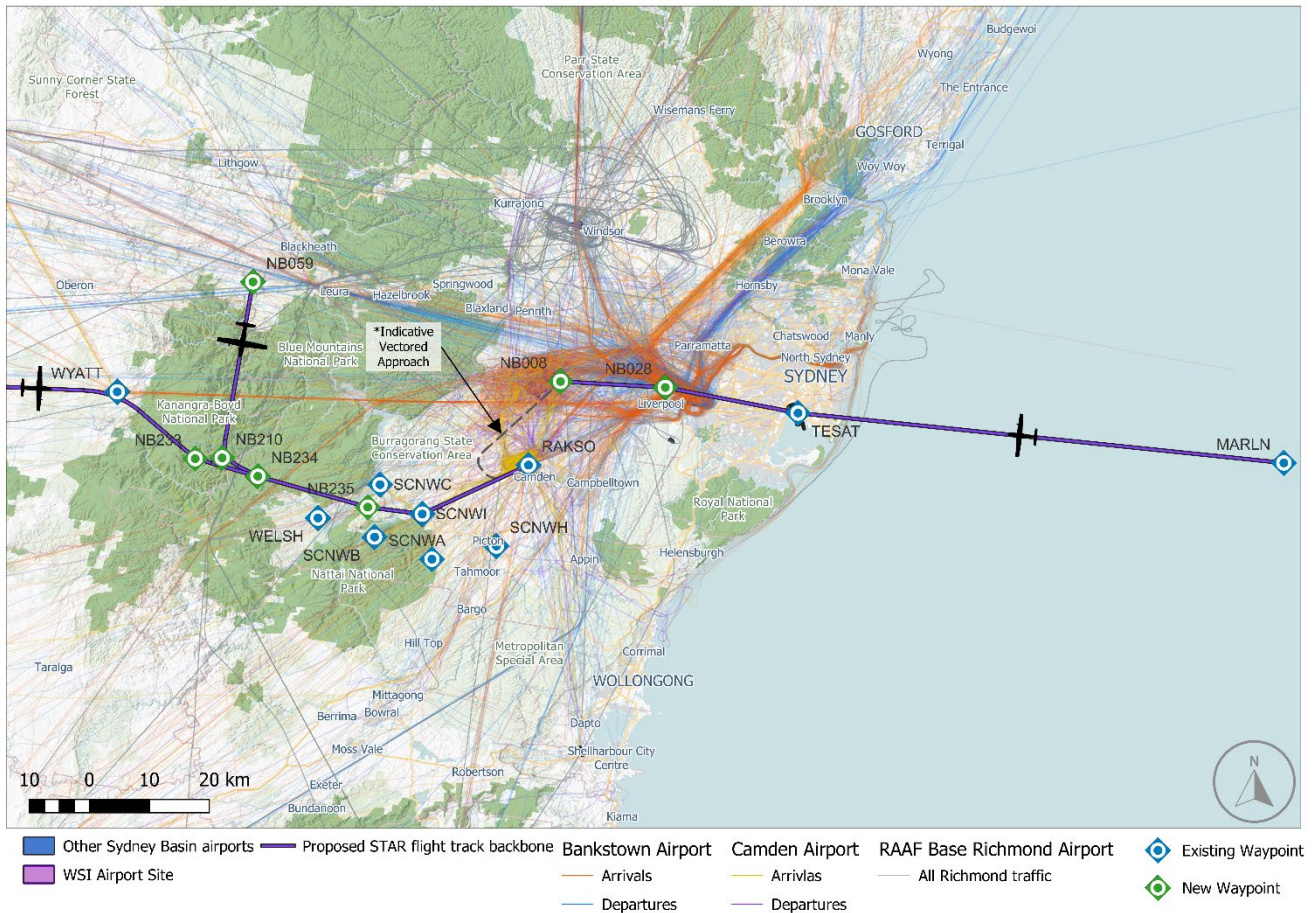 Budgewoi
Parr State
Conservation Area
Wyong
Sunny Corner State
Forest
The Entrance
Wisemans Ferry
GOSFORD
Terrigal
Lithgow
Woy Woy
Brooklyn
Kurrajong
Windsor
Berowra
Blackheath
NB059
Mona Vale
Oberon
Leura
Hazelbrook
Springwood
Hornsby
Blaxland
Penrith
*Indicative
Vectored
Approach
Chatswood
Manly
Parramatta
Blue Mountains
National Park
North Sydney
NB008
NB028
WYATT
SYDNEY
Liverpool
Kanangra-Boyd
National Park
TESAT
NB233
NB210
Burragorang State
Conservation Area
RAKSO
MARLN
NB234
Camden
NB235
SCNWC
Campbelltown
Royal National
Park
SCNWI
WELSH
SCNWH
SCNWB
SCNWA
Picton
Helensburgh
Nattai National
Park
Tahmoor
Appin
Bargo
Hill Top
Metropolitan
Special Area
Corrimal
Taralga
WOLLONGONG
Mittagong
Berrima
Bowral
Dapto
Moss Vale
Shellharbour City
Centre
10 0 10 20 km
Robertson
Exeter
Bundanoon
Kiama
N
Other Sydney Basin airports
Proposed STAR flight track backbone
WSI Airport Site
Bankstown Airport
Arrivals
Departures
Camden Airport
Arrivlas
Departures
RAAF Base Richmond Airport
All Richmond traffic
Existing Waypoint
New Waypoint